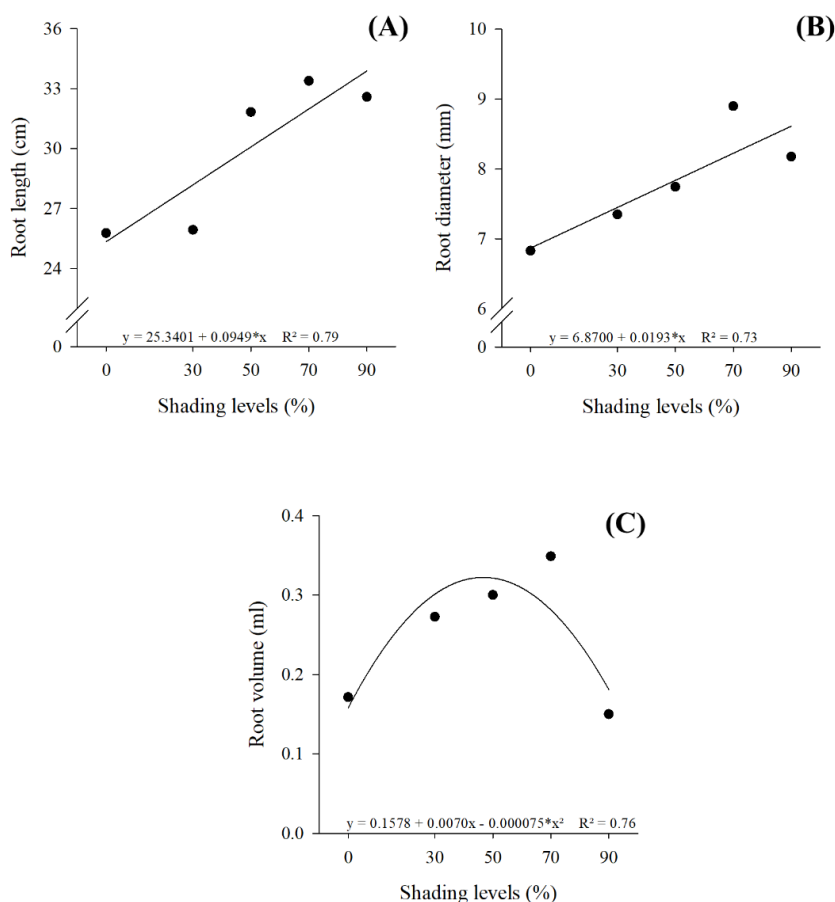 (A)
Root length (cm)
36
33
30
27
24
0
y = 25.3401 + 0.0949*x R² = 0.79
0 30 50 70 90
Shading levels (%)
(B)
Root diameter (mm)
10
9
8
7
6
0
y = 6.8700 + 0.0193*x R² = 0.73
0 30 50 70 90
Shading levels (%)
(C)
Root volume (ml)
0.4
0.3
0.2
0.1
0.0
y = 0.1578 + 0.0070x - 0.000075*x² R² = 0.76
0 30 50 70 90
Shading levels (%)